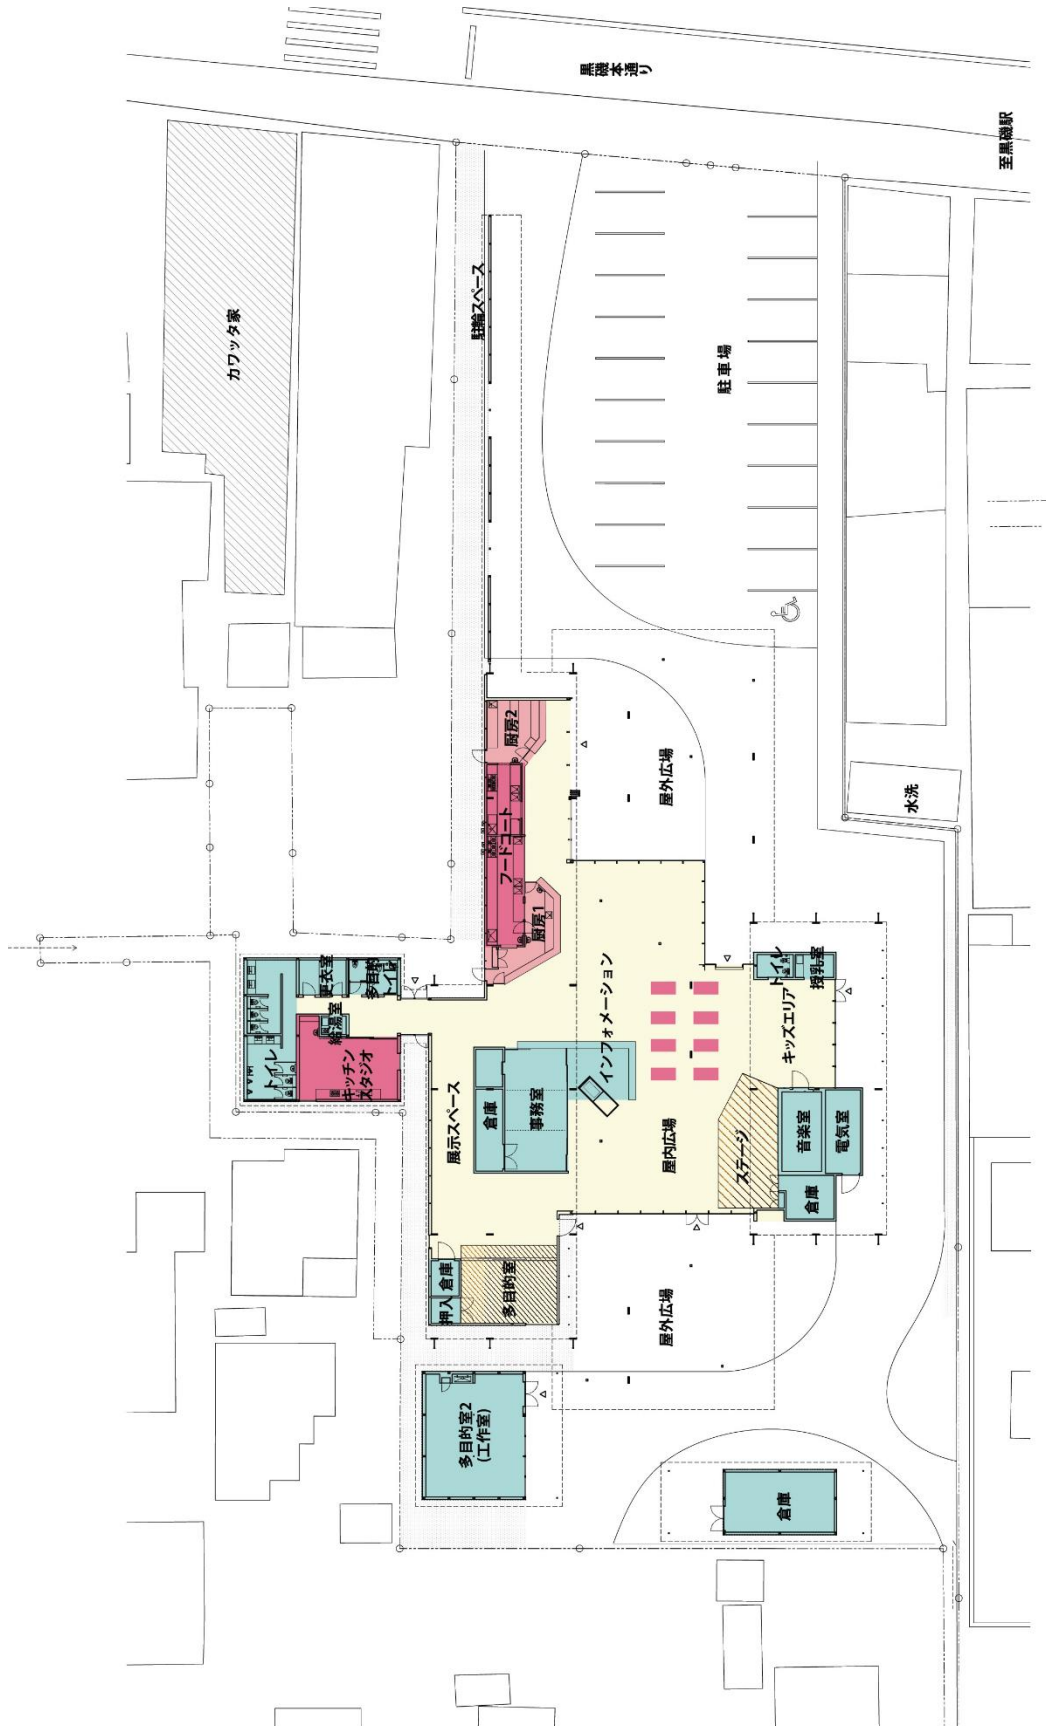 黒磯本通り
至黒磯駅
カワッタ家
駐輪スペース
駐車場
水洗
厨房2
フードコート
厨房1
屋外広場
更衣室
多目的
トイレ
給湯室
トイレ
キッチン
スタジオ
トイレ
授乳室
キッズエリア
インフォメーション
展示スペース
倉庫
事務室
屋内広場
ステージ
音楽室
電気室
倉庫
押入
倉庫
多目的室
屋外広場
多目的室2
(工作室)
倉庫